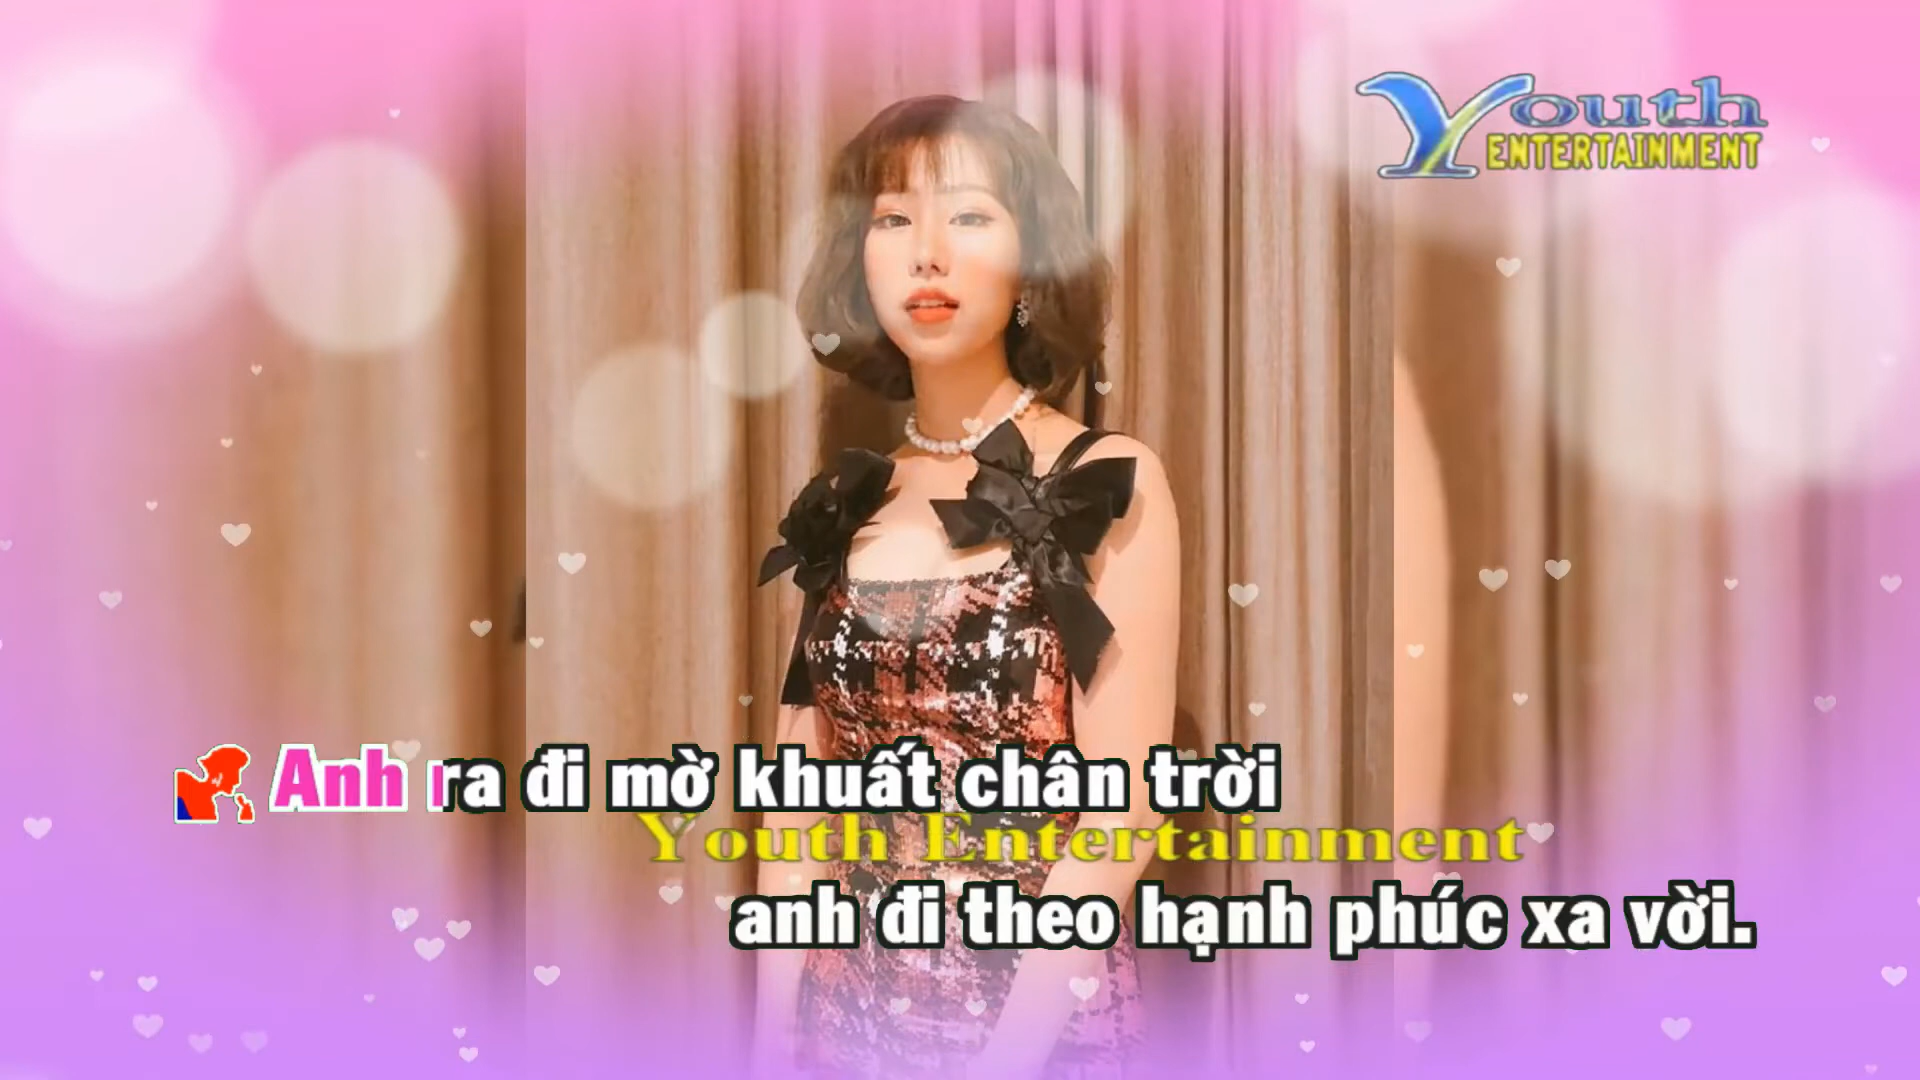 Youth
ENTERTAINMENT
Anh ra đi mờ khuất chân trời
Youth Entertainment
anh đi theo hạnh phúc xa vời.